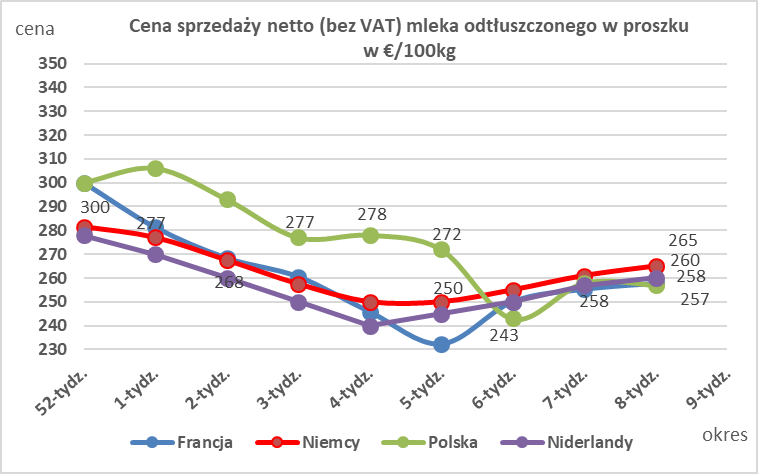 Cena sprzedaży netto (bez VAT) mleka odtłuszczonego w proszku
w €/100kg
cena
350
340
330
320
310
300
290
280
270
260
250
240
230
300
277
268
277
278
272
250
243
258
265
260
258
257
52-tydz.
1-tydz.
2-tydz.
3-tydz.
4-tydz.
5-tydz.
6-tydz.
7-tydz.
8-tydz.
9-tydz.
okres
Francja Niemcy Polska Niderlandy